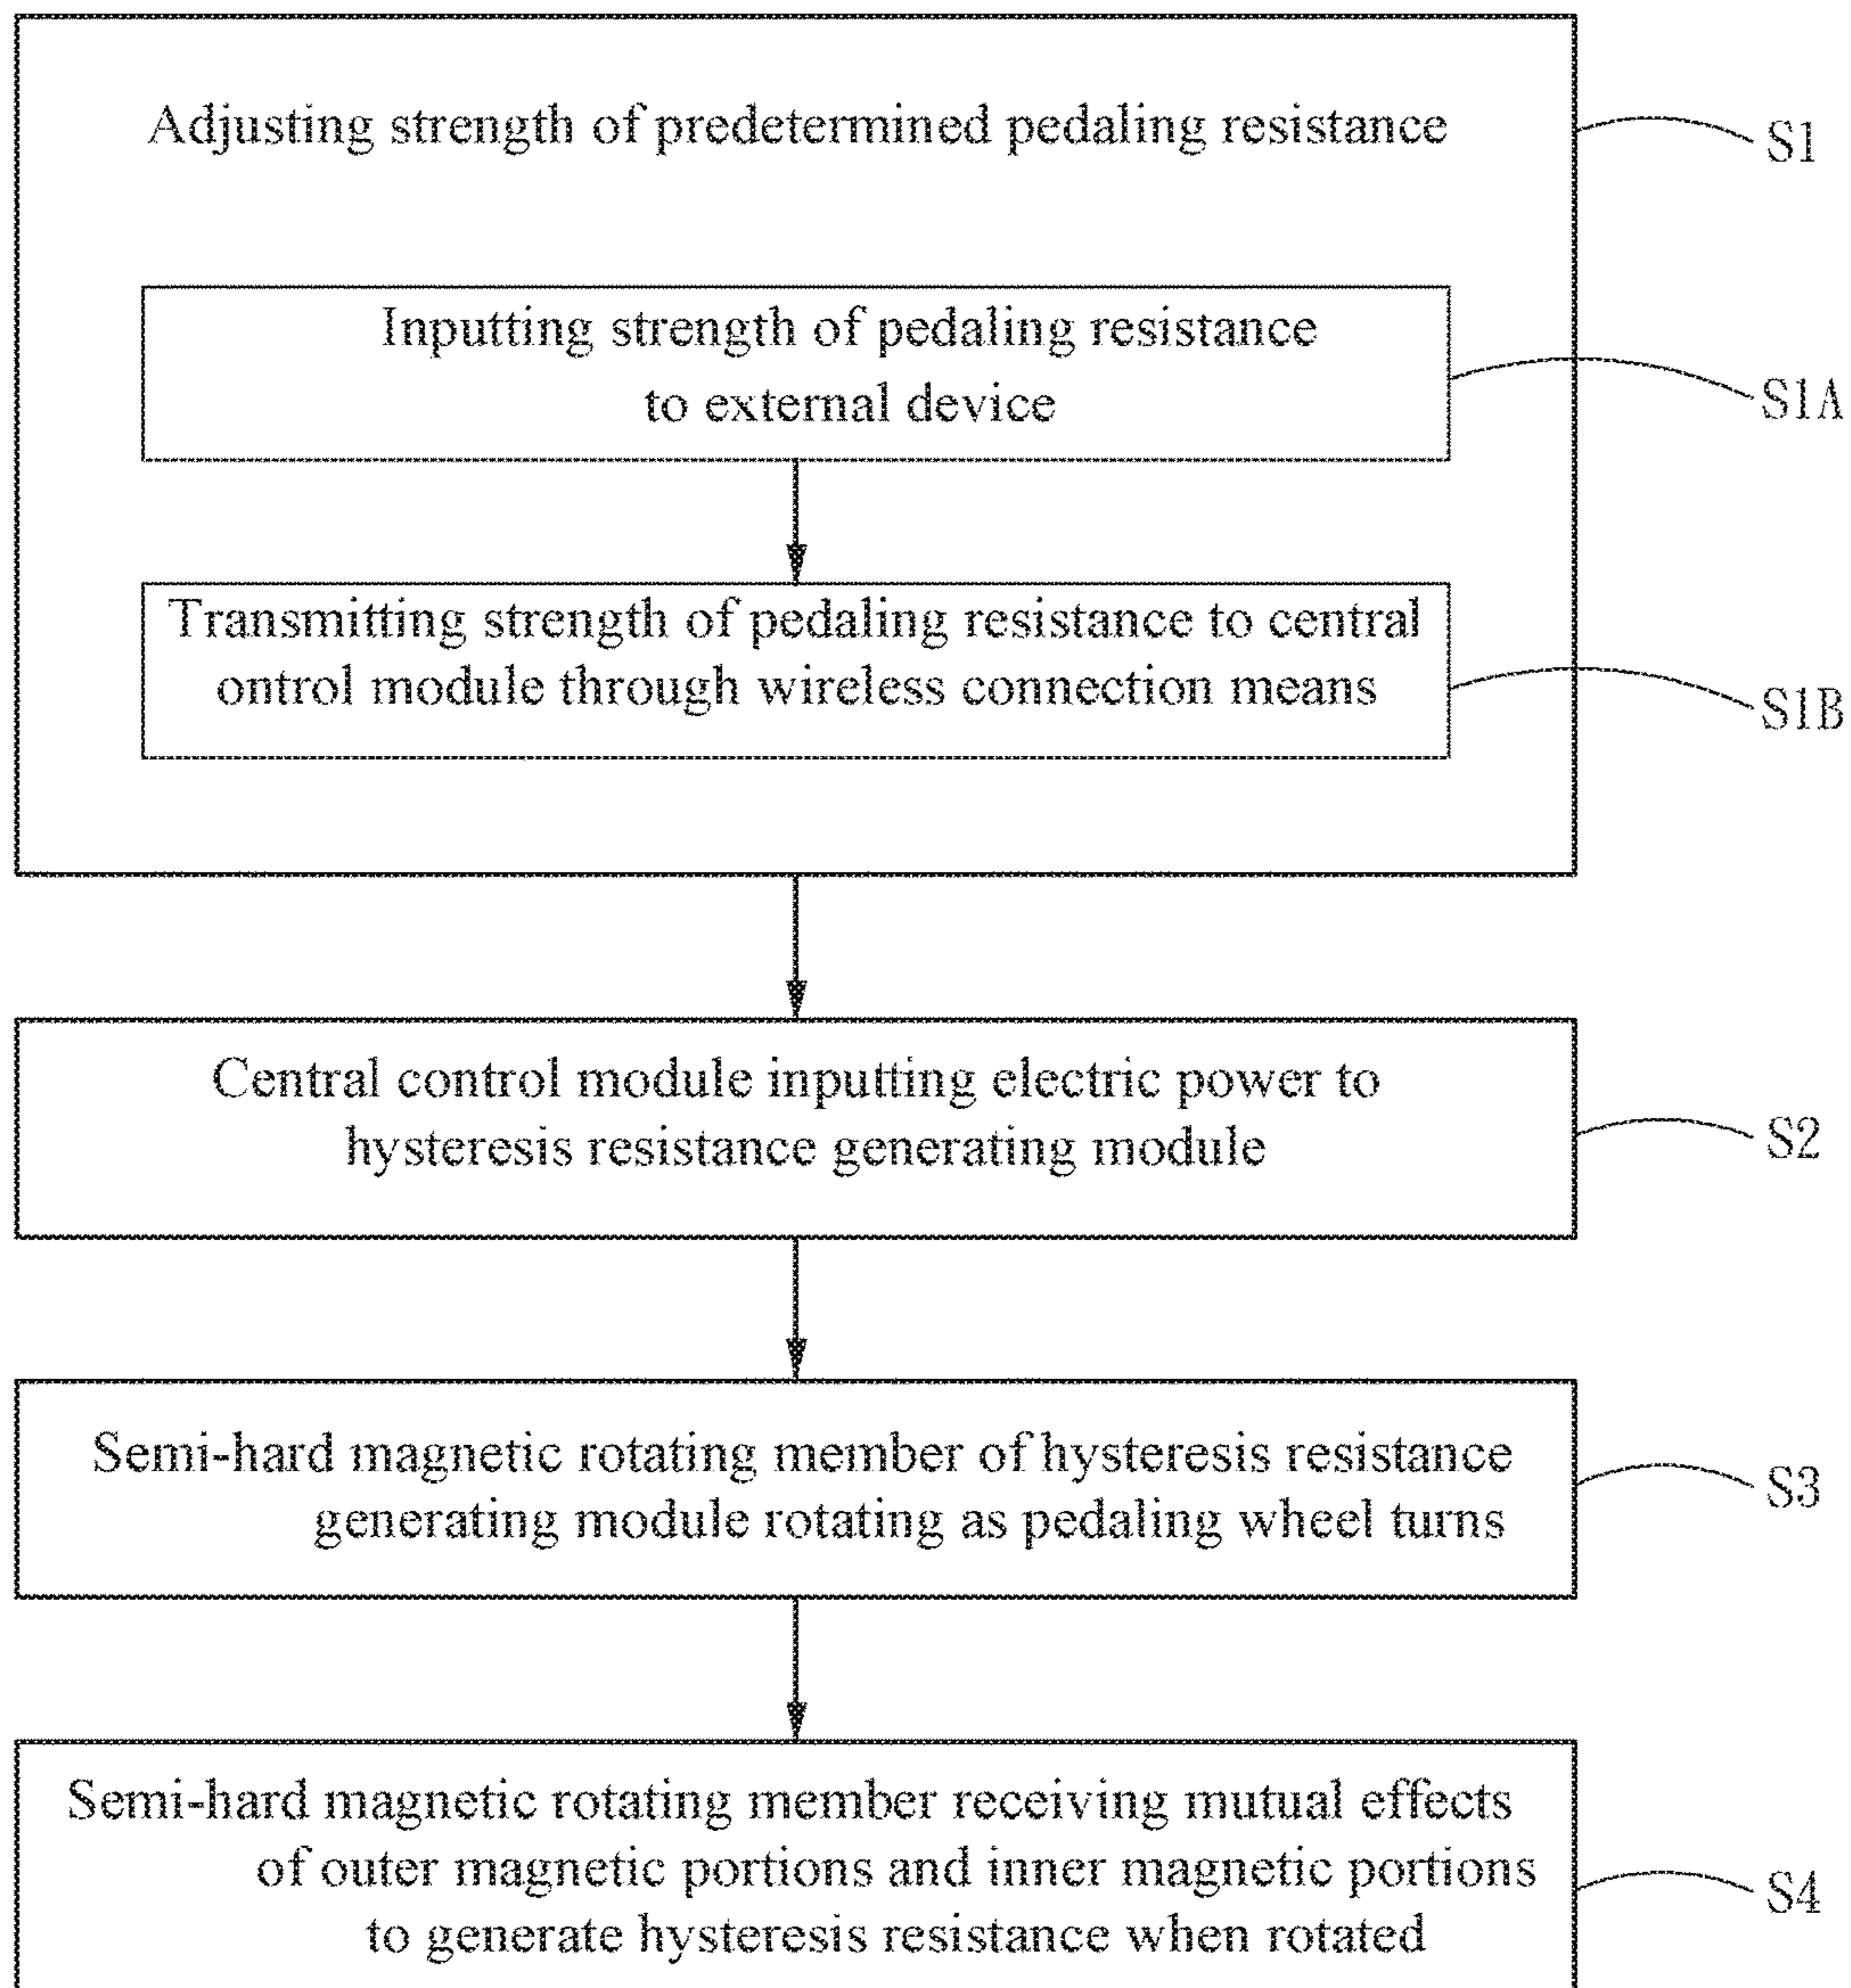 Adjusting strength of predetermined pedaling resistance
S1
Inputting strength of pedaling resistance
to external device
S1A
Transmitting strength of pedaling resistance to central
ontrol module through wireless connection means
S1B
Central control module inputting electric power to
hysteresis resistance generating module
S2
Semi-hard magnetic rotating member of hysteresis resistance
generating module rotating as pedaling wheel turns
S3
Semi-hard magnetic rotating member receiving mutual effects
of outer magnetic portions and inner magnetic portions
to generate hysteresis resistance when rotated
S4